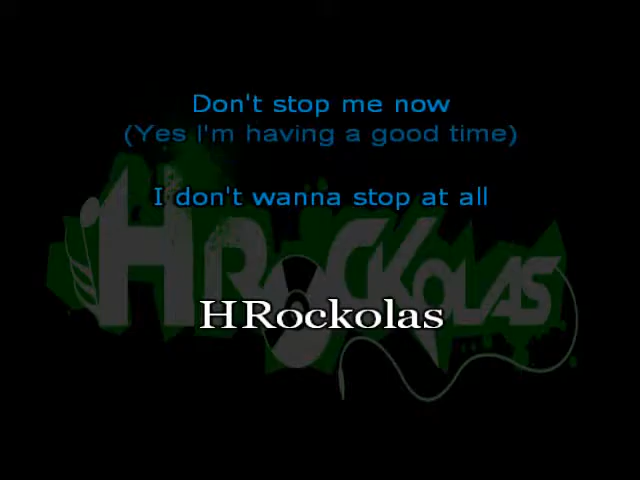 Don't stop me now
(Yes I'm having a good time)
I don't wanna stop at all
HROCKOLAS
HRockolas